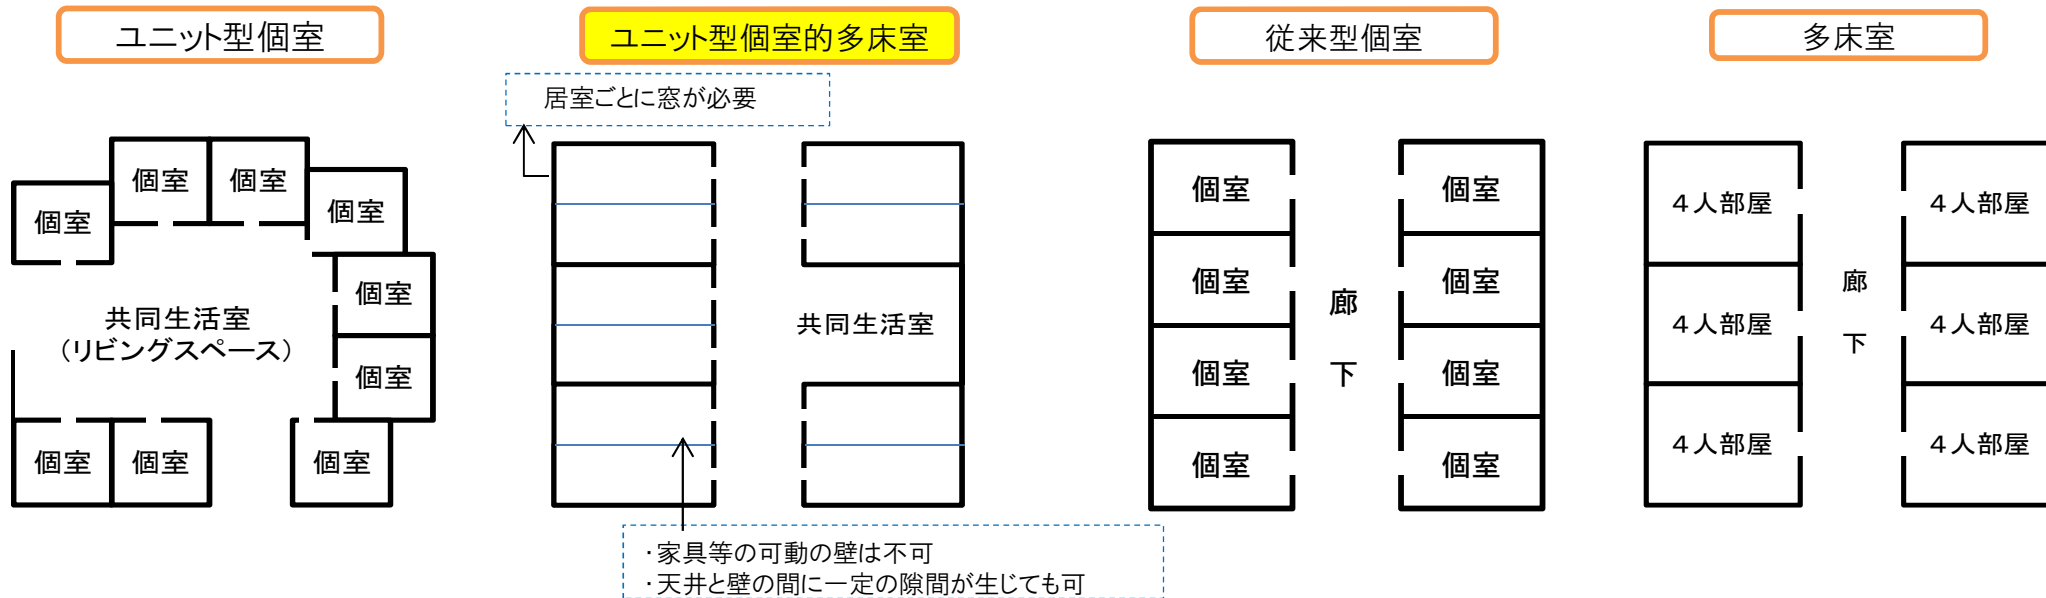 ユニット型個室
ユニット型個室的多床室
従来型個室
多床室
居室ごとに窓が必要
個室
個室
個室
個室
個室
個室
共同生活室
（リビングスペース）
個室
個室
個室
共同生活室
・家具等の可動の壁は不可
・天井と壁の間に一定の隙間が生じても可
個室
個室
個室
個室
廊
下
個室
個室
個室
個室
４人部屋
４人部屋
４人部屋
廊
下
４人部屋
４人部屋
４人部屋